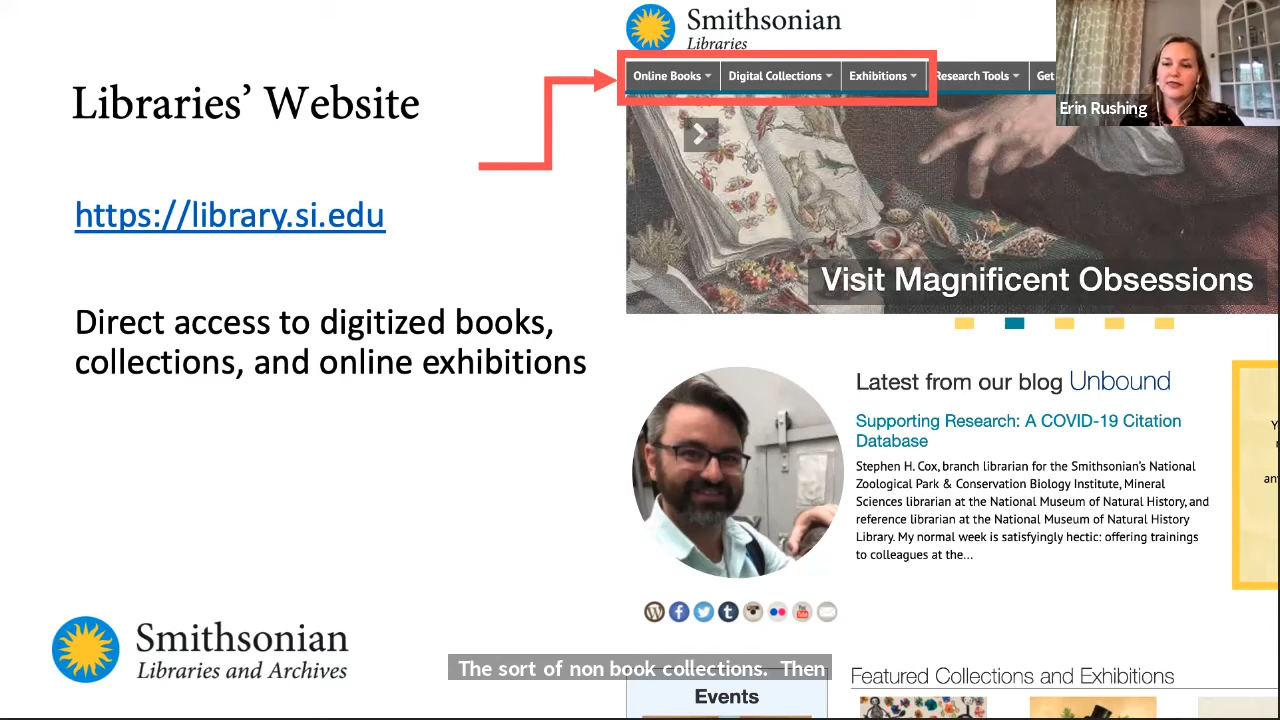 Libraries' Website
https://library.si.edu
Direct access to digitized books,
collections, and online exhibitions
Smithsonian
Libraries and Archives
Smithsonian
Libraries
Online Books
Digital Collections
Exhibitions
Research Tools
Get
Erin Rushing
Visit Magnificent Obsessions
Latest from our blog Unbound
Supporting Research: A COVID-19 Citation
Database
Stephen H. Cox, branch librarian for the Smithsonian's National
Zoological Park & Conservation Biology Institute, Mineral
Sciences librarian at the National Museum of Natural History, and
reference librarian at the National Museum of Natural History
Library. My normal week is satisfyingly hectic: offering trainings
to colleagues at the...
The sort of non book collections. Then
Events
Featured Collections and Exhibitions